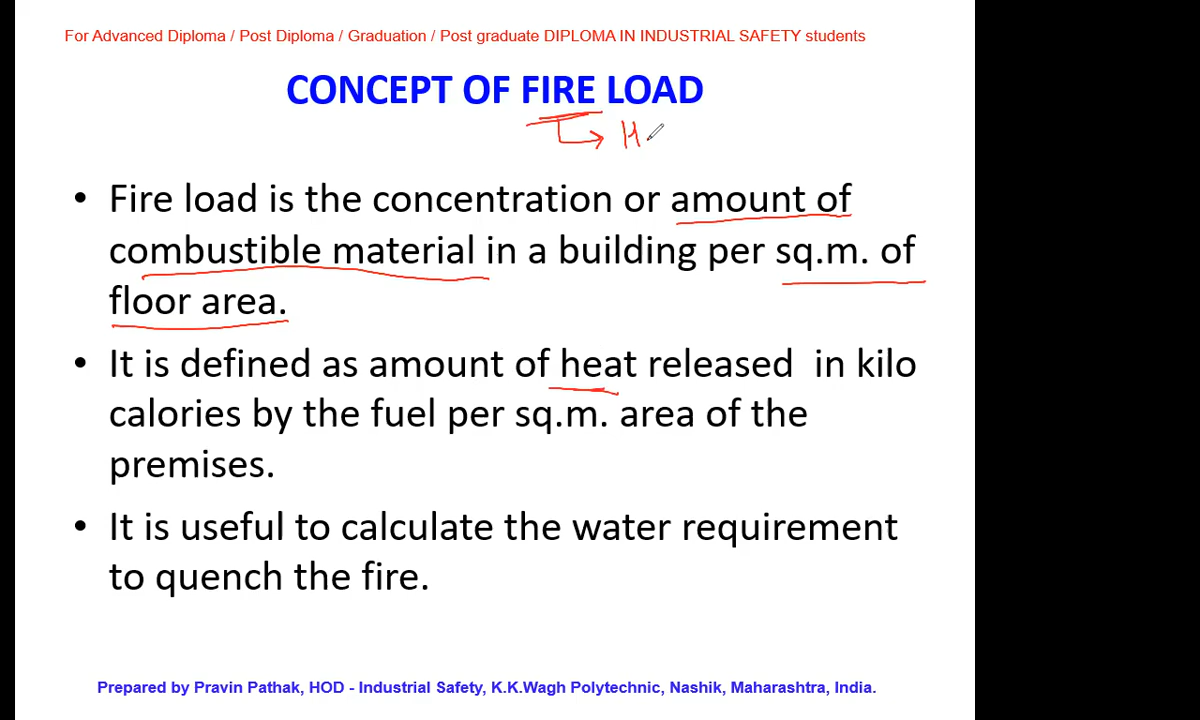 For Advanced Diploma / Post Diploma / Graduation / Post graduate DIPLOMA IN INDUSTRIAL SAFETY students
CONCEPT OF FIRE LOAD
H
• Fire load is the concentration or amount of
combustible material in a building per sq.m. of
floor area.
• It is defined as amount of heat released in kilo
calories by the fuel per sq.m. area of the
premises.
• It is useful to calculate the water requirement
to quench the fire.
Prepared by Pravin Pathak, HOD - Industrial Safety, K.K.Wagh Polytechnic, Nashik, Maharashtra, India.